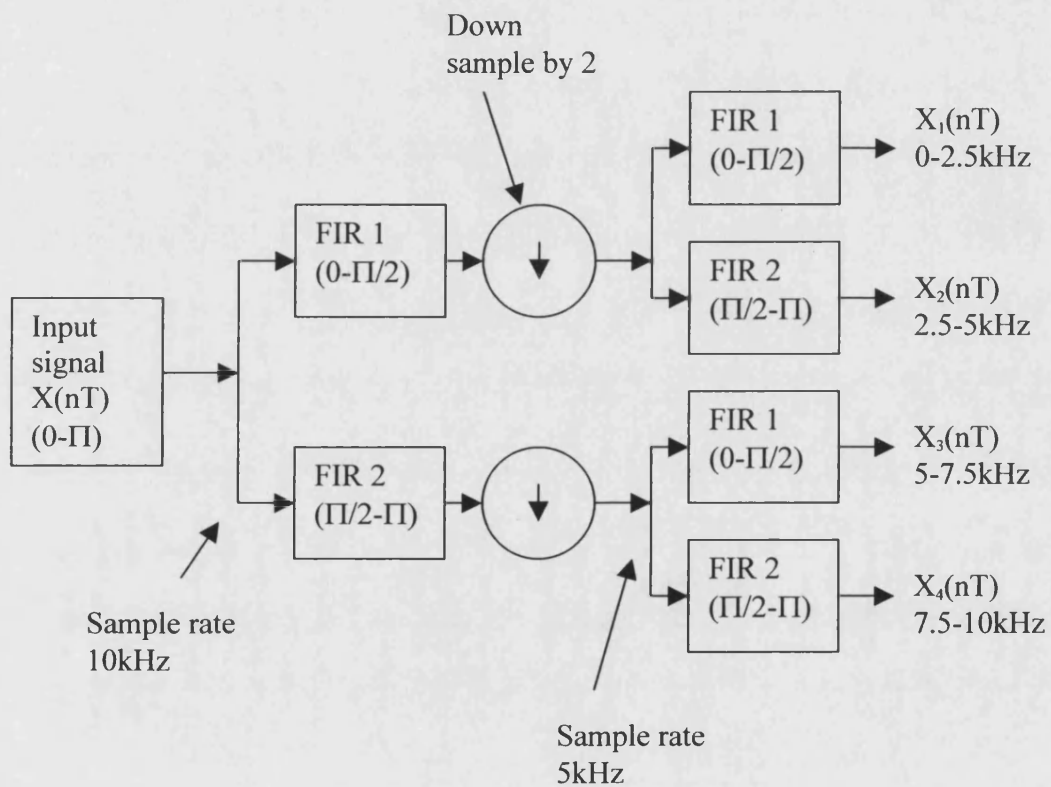 Down
sample by 2
FIR 1
(0-Π/2)
X₁(nT)
0-2.5kHz
FIR 1
(0-Π/2)
FIR 2
(Π/2-Π)
X₂(nT)
2.5-5kHz
Input
signal
X(nT)
(0-Π)
FIR 2
(Π/2-Π)
FIR 1
(0-Π/2)
X₃(nT)
5-7.5kHz
FIR 2
(Π/2-Π)
X₄(nT)
7.5-10kHz
Sample rate
10kHz
Sample rate
5kHz